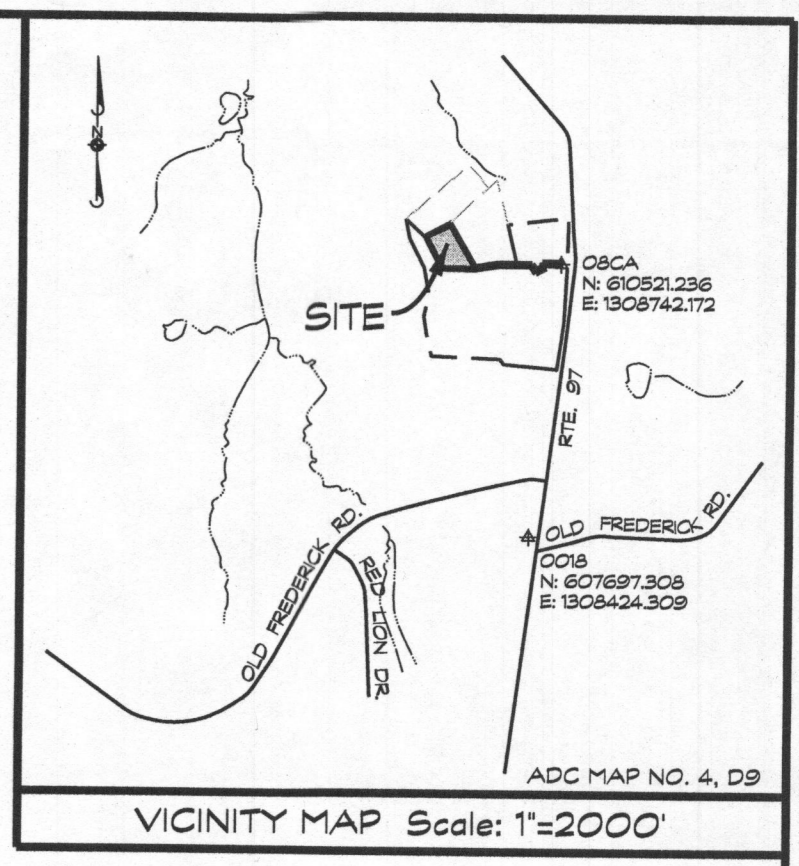 N
08CA
N: 610521.236
E: 1308742.172
SITE
RTE. 97
OLD FREDERICK RD.
OLD FREDERICK RD.
0018
N: 607697.308
E: 1308424.309
RED LION DR.
ADC MAP NO. 4, D9
VICINITY MAP Scale: 1"=2000'